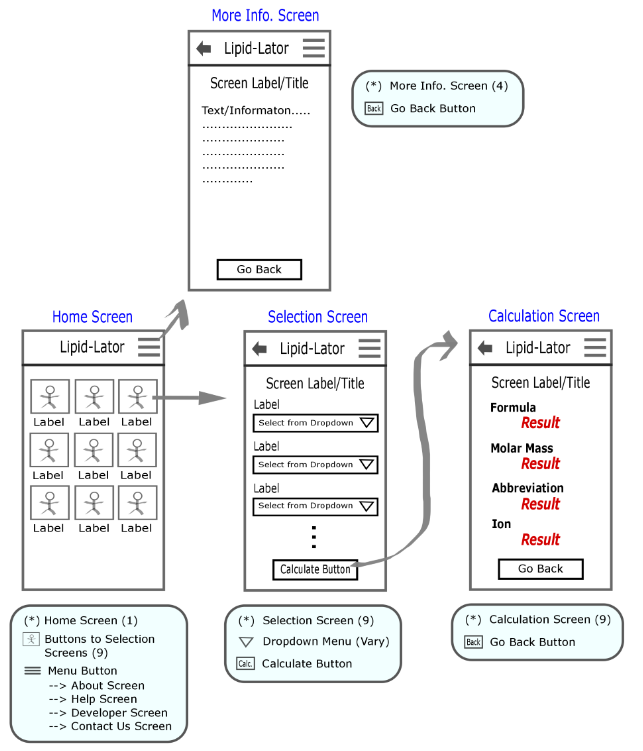 More Info. Screen
Lipid-Lator
Screen Label/Title
Text/Informaton.....
Go Back
(*) More Info. Screen (4)
Back Go Back Button
Home Screen
Lipid-Lator
Label Label Label
Label Label Label
Label Label Label
Selection Screen
Lipid-Lator
Screen Label/Title
Label
Select from Dropdown
Label
Select from Dropdown
Label
Select from Dropdown
Calculate Button
Calculation Screen
Lipid-Lator
Screen Label/Title
Formula
Result
Molar Mass
Result
Abbreviation
Result
Ion
Result
Go Back
(*) Home Screen (1)
Buttons to Selection
Screens (9)
Menu Button
--> About Screen
--> Help Screen
--> Developer Screen
--> Contact Us Screen
(*) Selection Screen (9)
Dropdown Menu (Vary)
Calc. Calculate Button
(*) Calculation Screen (9)
Back Go Back Button